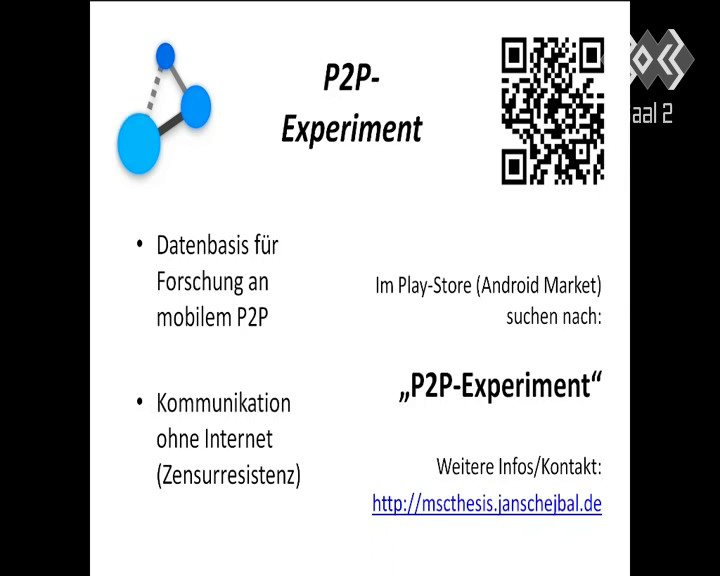 P2P-
Experiment
aal 2
• Datenbasis für
Forschung an
mobilem P2P
Im Play-Store (Android Market)
suchen nach:
„P2P-Experiment“
• Kommunikation
ohne Internet
(Zensurresistenz)
Weitere Infos/Kontakt:
http://mscthesis.janschejbal.de